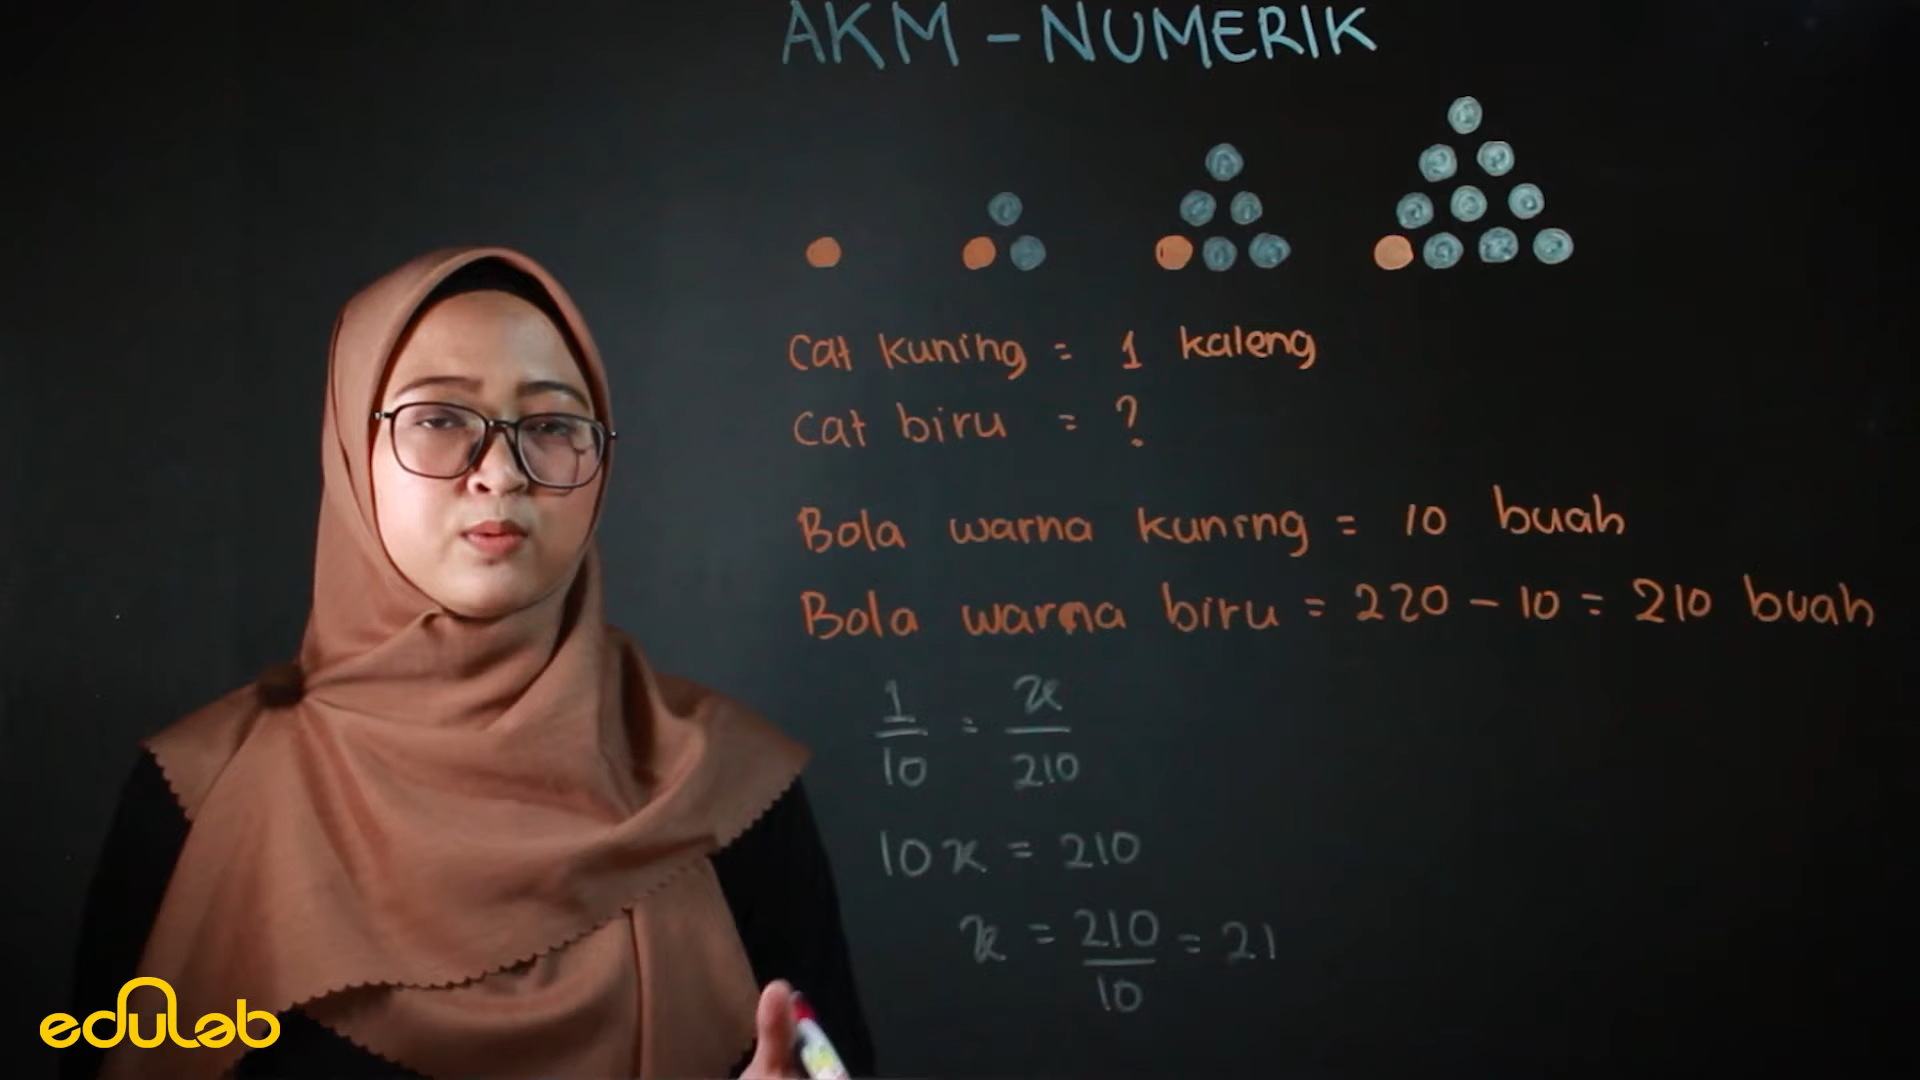 AKM - NUMERIK
Cat kuning = 1 kaleng
Cat biru = ?
Bola warna kuning = 10 buah
Bola warna biru = 220 - 10 = 210 buah
1/10 = x/210
10x = 210
x = 210/10 = 21
edulab